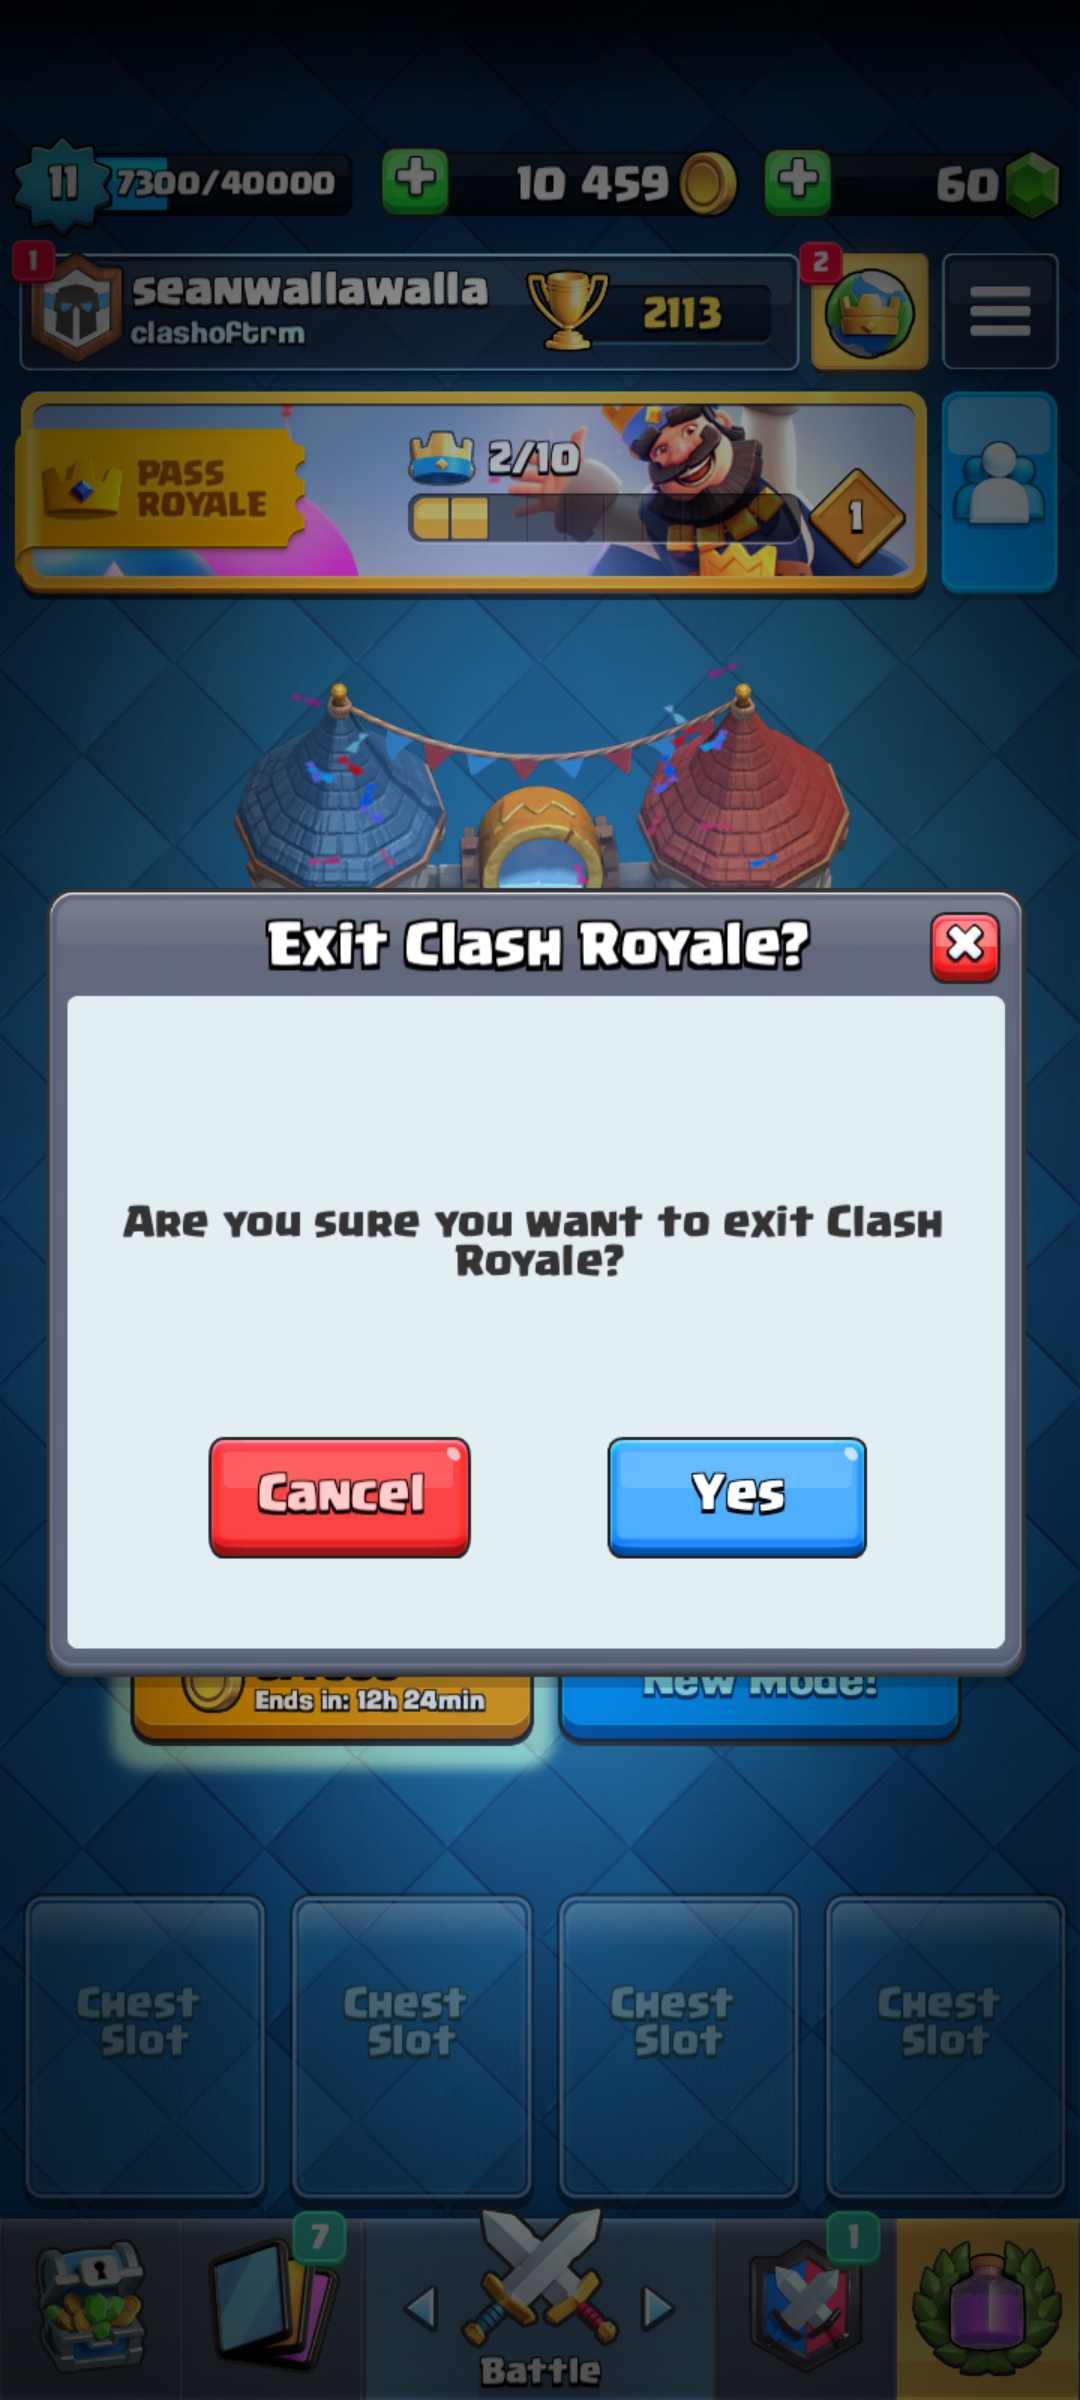 11 7300/40000 10 459 60
1
seanwallawalla 2113 2
clashoftrm
PASS
ROYALE
2/10
1
Exit Clash Royale?
Are you sure you want to exit Clash
Royale?
Cancel Yes
Ends in: 12h 24min New Mode!
Chest
Slot
Chest
Slot
Chest
Slot
Chest
Slot
7
1
Battle